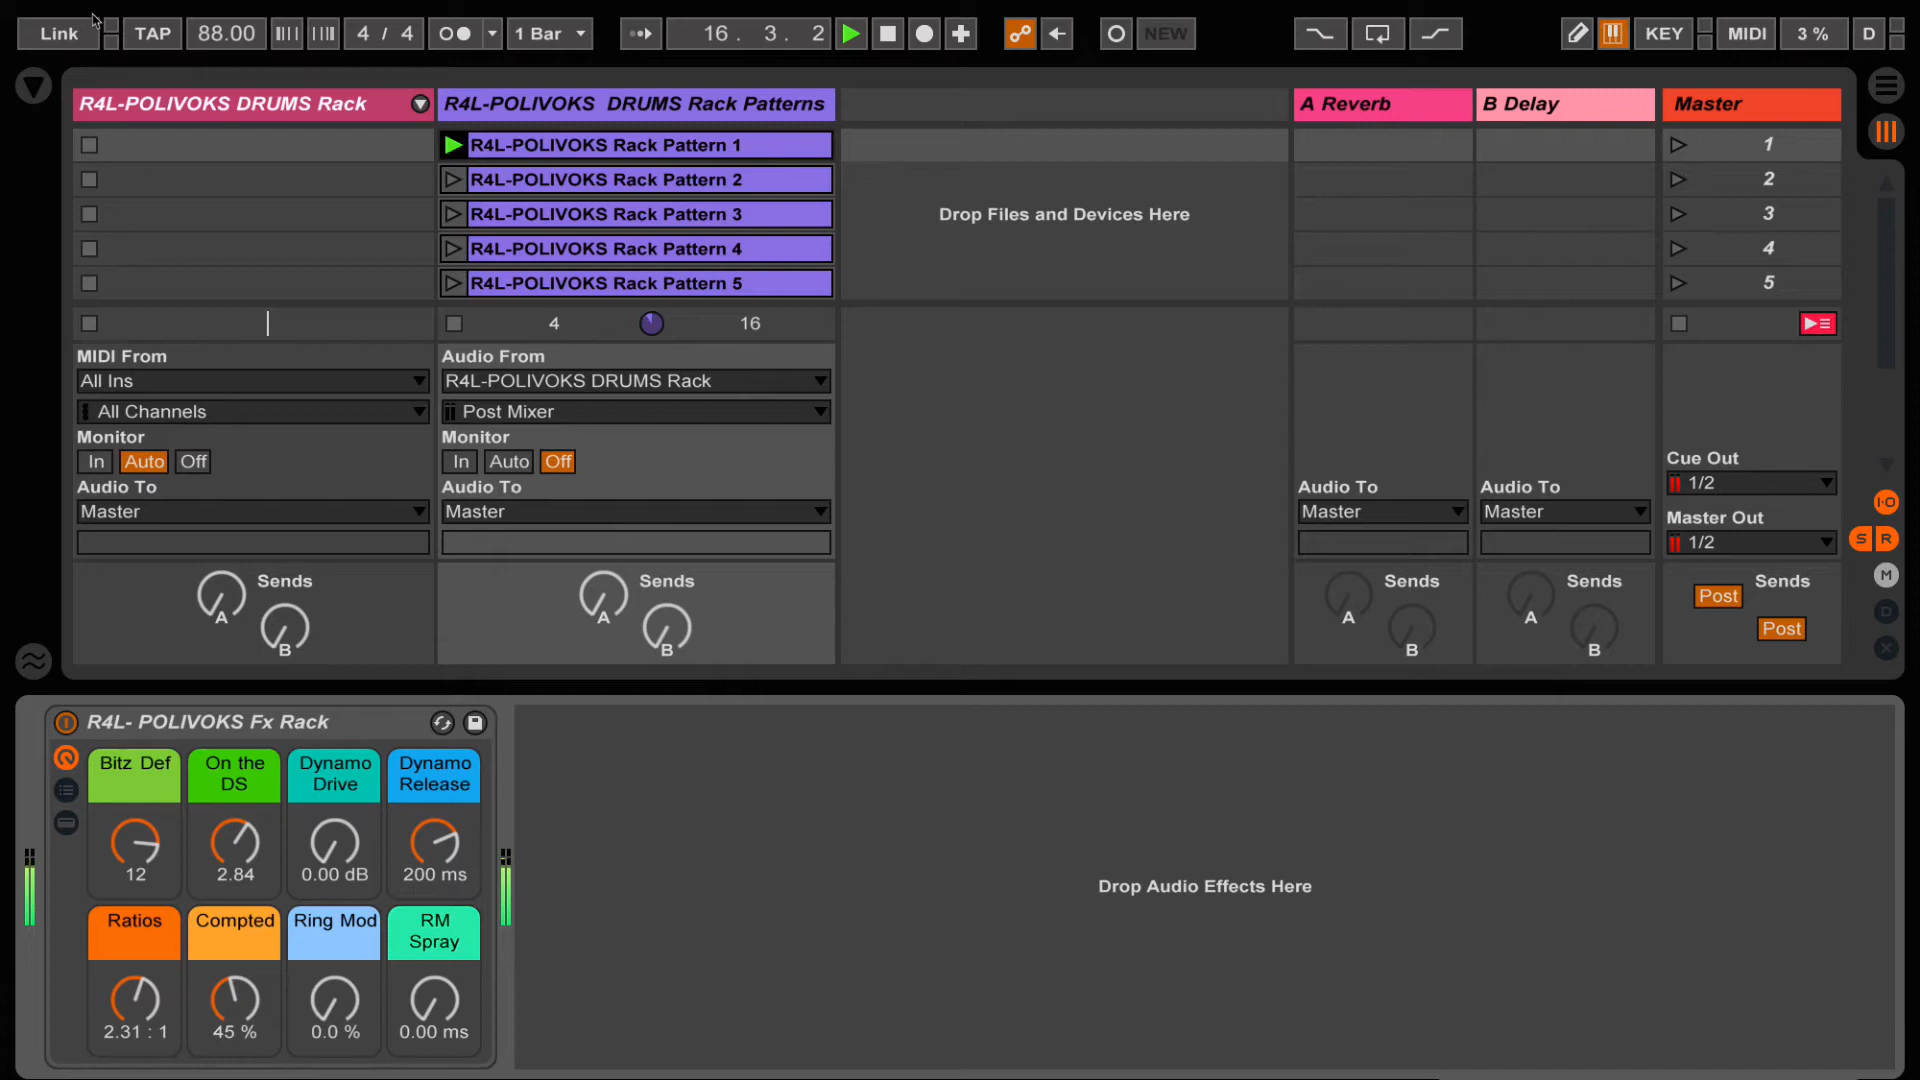 Link TAP 88.00 4 / 4 1 Bar 16. 3. 2 NEW KEY MIDI 3 % D
R4L-POLIVOKS DRUMS Rack R4L-POLIVOKS DRUMS Rack Patterns A Reverb B Delay Master
R4L-POLIVOKS Rack Pattern 1 1
R4L-POLIVOKS Rack Pattern 2 2
R4L-POLIVOKS Rack Pattern 3 Drop Files and Devices Here 3
R4L-POLIVOKS Rack Pattern 4 4
R4L-POLIVOKS Rack Pattern 5 5
4 16
MIDI From Audio From
All Ins R4L-POLIVOKS DRUMS Rack
All Channels Post Mixer
Monitor Monitor
In Auto Off In Auto Off Cue Out
Audio To Audio To Audio To Audio To 1/2
Master Master Master Master Master Out
1/2
I·O
S R
M
D
Sends Sends Sends Sends Sends
A A A A Post
B B B B Post
R4L- POLIVOKS Fx Rack
Bitz Def On the DS Dynamo Drive Dynamo Release
12 2.84 0.00 dB 200 ms
Drop Audio Effects Here
Ratios Compted Ring Mod RM Spray
2.31 : 1 45 % 0.0 % 0.00 ms